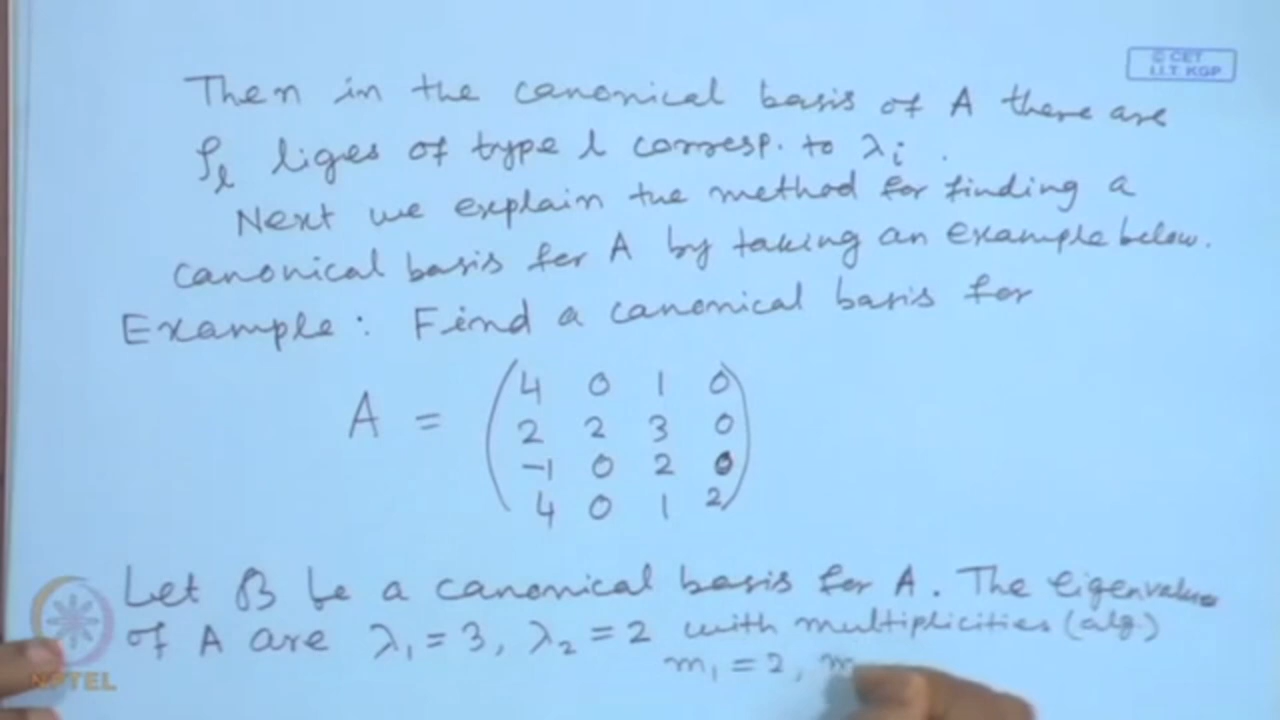 © CET
I.I.T. KGP
Then in the canonical basis of A there are
ρ_l liges of type l corresp. to λ_i .
Next we explain the method for finding a
canonical basis for A by taking an example below.
Example: Find a canonical basis for
A = ( 4 0 1 0
2 2 3 0
-1 0 2 0
4 0 1 2 )
Let B be a canonical basis for A. The eigenvalues
of A are λ₁ = 3, λ₂ = 2 with multiplicities (alg.)
m₁ = 2, m
NPTEL